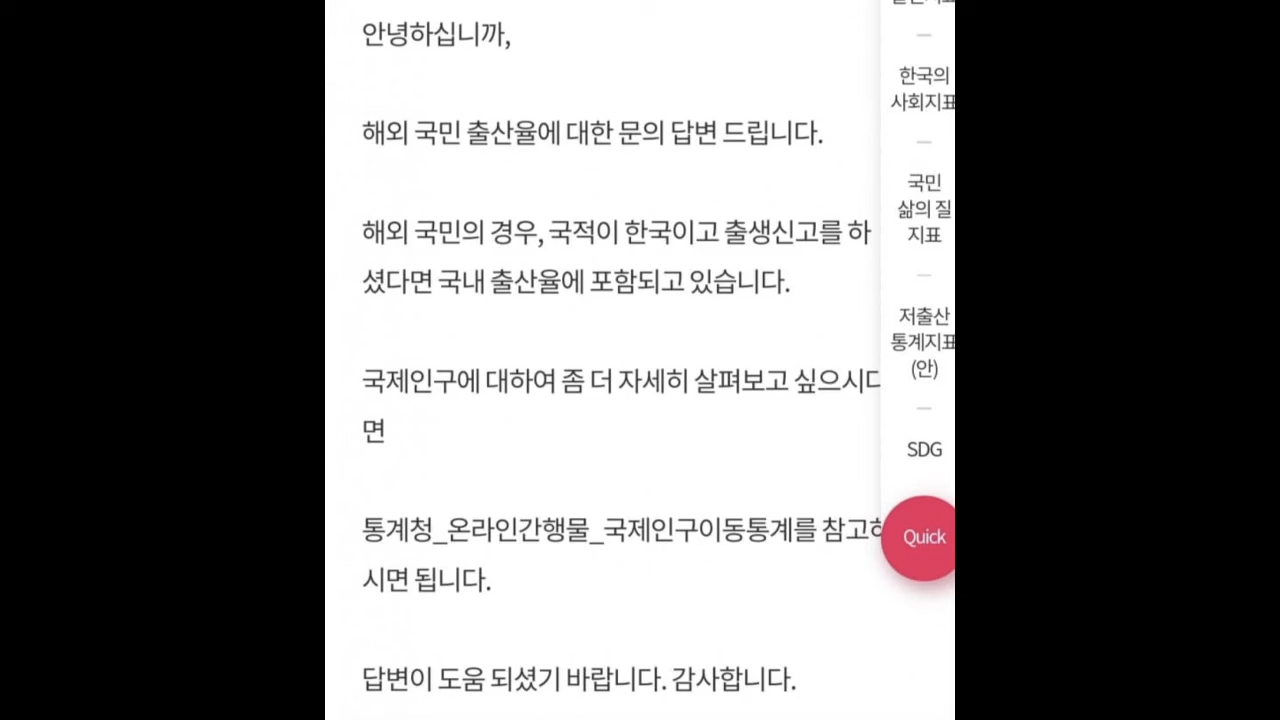 안녕하십니까,
해외 국민 출산율에 대한 문의 답변 드립니다.
해외 국민의 경우, 국적이 한국이고 출생신고를 하
셨다면 국내 출산율에 포함되고 있습니다.
국제인구에 대하여 좀 더 자세히 살펴보고 싶으시다
면
통계청_온라인간행물_국제인구이동통계를 참고하
시면 됩니다.
답변이 도움 되셨기 바랍니다. 감사합니다.
한국의
사회지표
국민
삶의 질
지표
저출산
통계지표
(안)
SDG
Quick